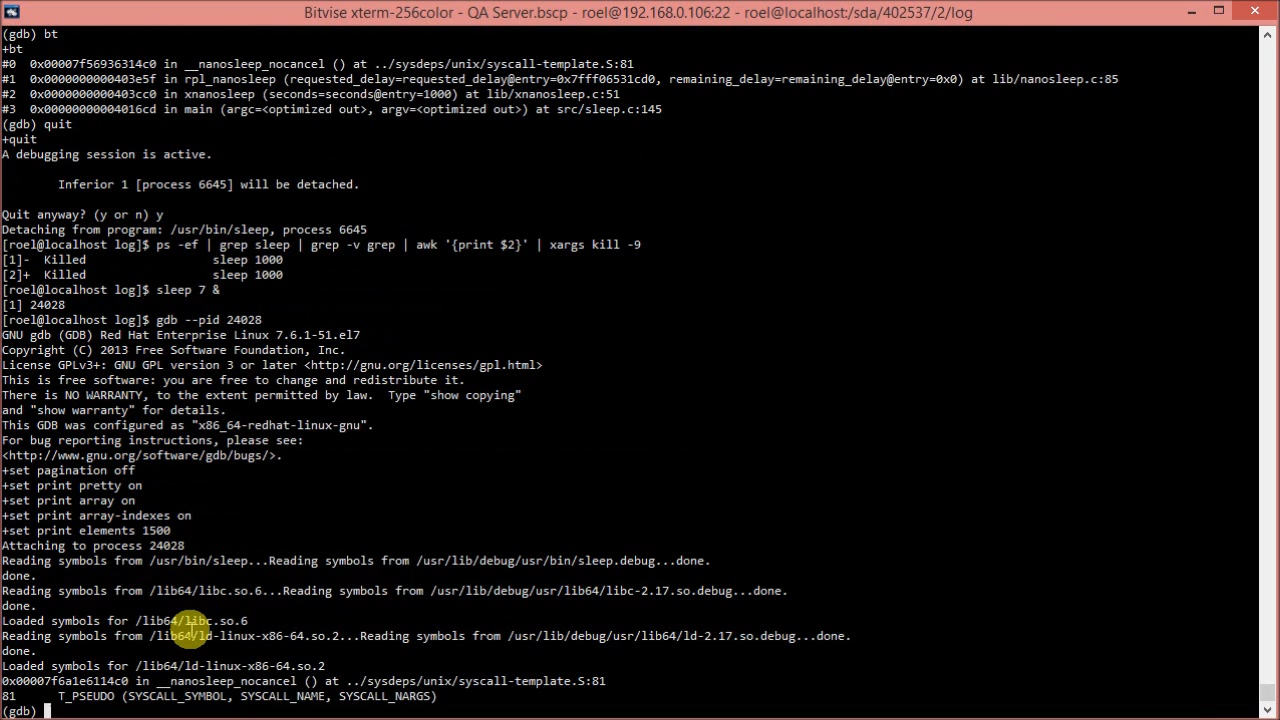 Bitvise xterm-256color - QA Server.bscp - roel@192.168.0.106:22 - roel@localhost:/sda/402537/2/log
(gdb) bt
+bt
#0  0x00007f56936314c0 in __nanosleep_nocancel () at ../sysdeps/unix/syscall-template.S:81
#1  0x0000000000403e5f in rpl_nanosleep (requested_delay=requested_delay@entry=0x7fff06531cd0, remaining_delay=remaining_delay@entry=0x0) at lib/nanosleep.c:85
#2  0x0000000000403cc0 in xnanosleep (seconds=seconds@entry=1000) at lib/xnanosleep.c:51
#3  0x00000000004016cd in main (argc=<optimized out>, argv=<optimized out>) at src/sleep.c:145
(gdb) quit
+quit
A debugging session is active.
Inferior 1 [process 6645] will be detached.
Quit anyway? (y or n) y
Detaching from program: /usr/bin/sleep, process 6645
[roel@localhost log]$ ps -ef | grep sleep | grep -v grep | awk '{print $2}' | xargs kill -9
[1]-  Killed                  sleep 1000
[2]+  Killed                  sleep 1000
[roel@localhost log]$ sleep 7 &
[1] 24028
[roel@localhost log]$ gdb --pid 24028
GNU gdb (GDB) Red Hat Enterprise Linux 7.6.1-51.el7
Copyright (C) 2013 Free Software Foundation, Inc.
License GPLv3+: GNU GPL version 3 or later <http://gnu.org/licenses/gpl.html>
This is free software: you are free to change and redistribute it.
There is NO WARRANTY, to the extent permitted by law.  Type "show copying"
and "show warranty" for details.
This GDB was configured as "x86_64-redhat-linux-gnu".
For bug reporting instructions, please see:
<http://www.gnu.org/software/gdb/bugs/>.
+set pagination off
+set print pretty on
+set print array on
+set print array-indexes on
+set print elements 1500
Attaching to process 24028
Reading symbols from /usr/bin/sleep...Reading symbols from /usr/lib/debug/usr/bin/sleep.debug...done.
done.
Reading symbols from /lib64/libc.so.6...Reading symbols from /usr/lib/debug/usr/lib64/libc-2.17.so.debug...done.
done.
Loaded symbols for /lib64/libc.so.6
Reading symbols from /lib64/ld-linux-x86-64.so.2...Reading symbols from /usr/lib/debug/usr/lib64/ld-2.17.so.debug...done.
done.
Loaded symbols for /lib64/ld-linux-x86-64.so.2
0x00007f6a1e6114c0 in __nanosleep_nocancel () at ../sysdeps/unix/syscall-template.S:81
81      T_PSEUDO (SYSCALL_SYMBOL, SYSCALL_NAME, SYSCALL_NARGS)
(gdb)